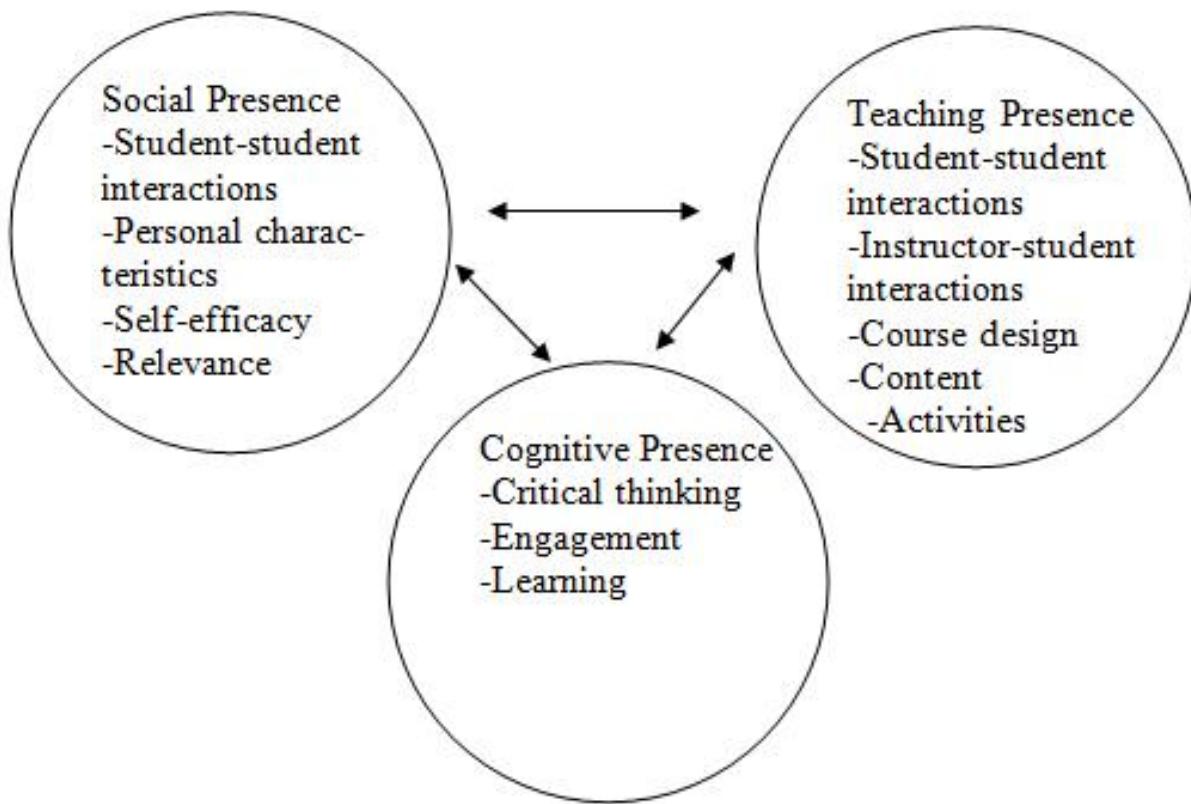 Social Presence
-Student-student
interactions
-Personal charac-
teristics
-Self-efficacy
-Relevance
Teaching Presence
-Student-student
interactions
-Instructor-student
interactions
-Course design
-Content
-Activities
Cognitive Presence
-Critical thinking
-Engagement
-Learning